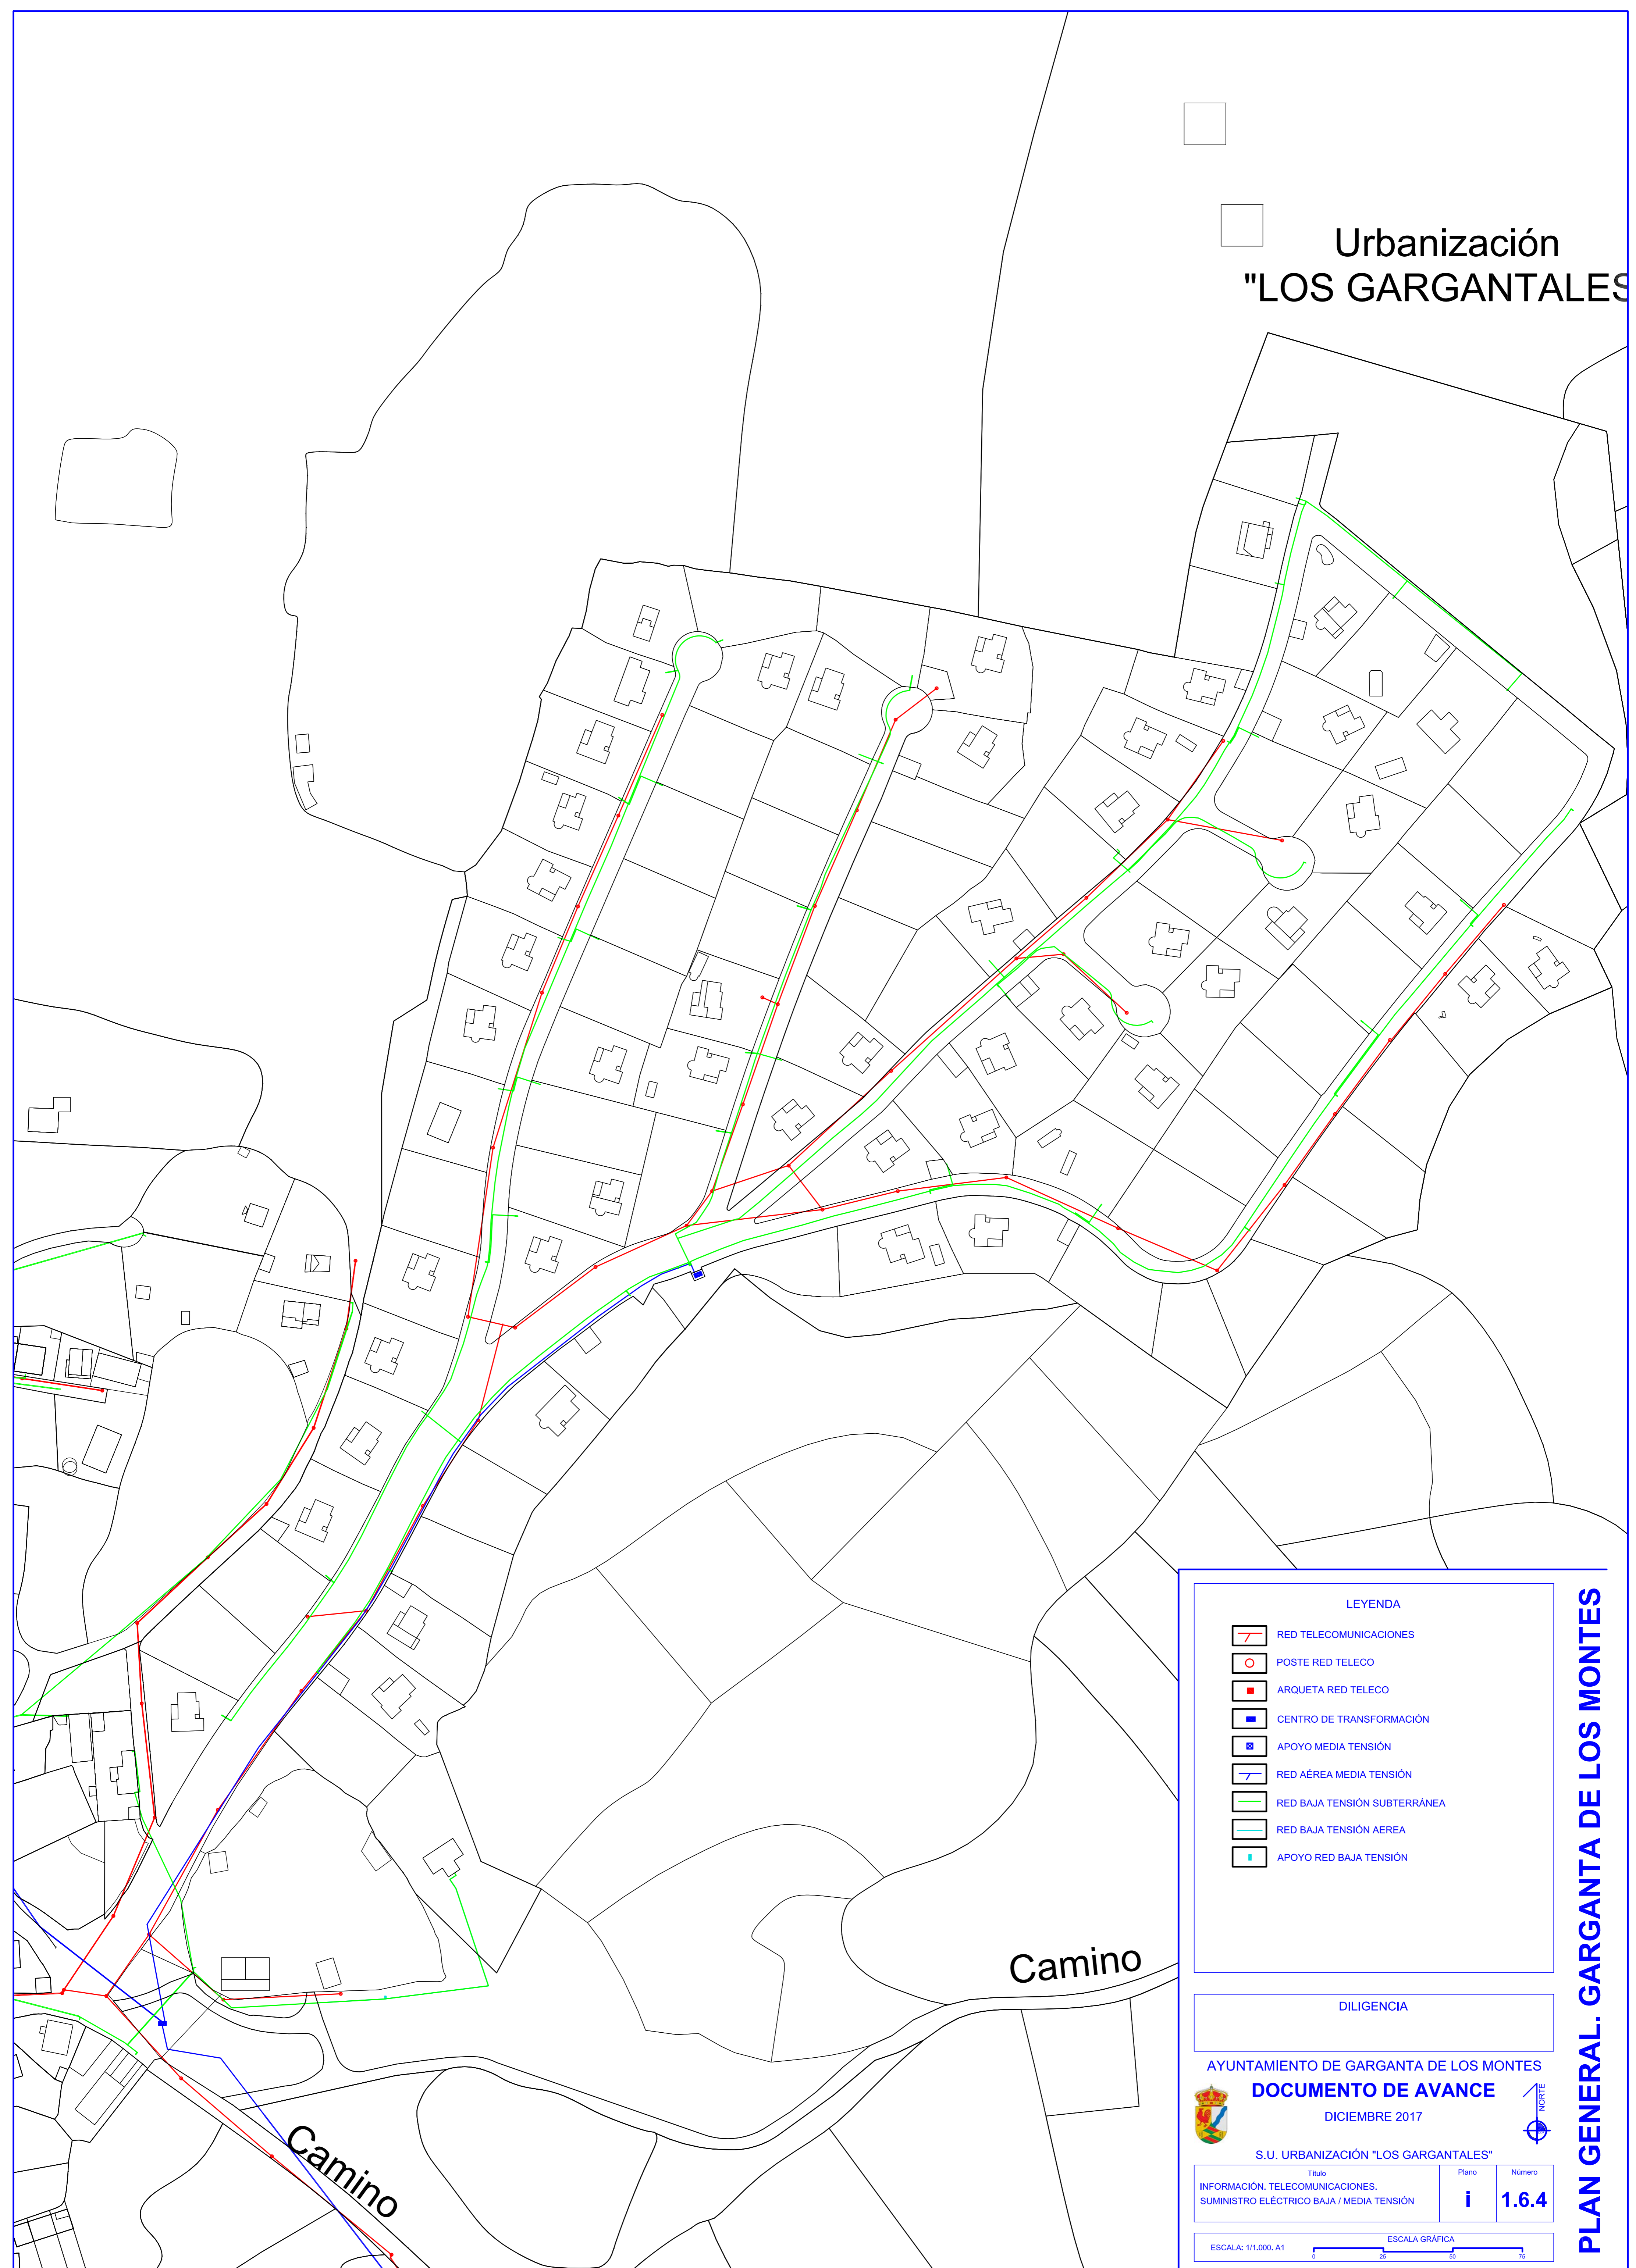 Urbanización
"LOS GARGANTALES
Camino
Camino
LEYENDA
RED TELECOMUNICACIONES
POSTE RED TELECO
ARQUETA RED TELECO
CENTRO DE TRANSFORMACIÓN
APOYO MEDIA TENSIÓN
RED AÉREA MEDIA TENSIÓN
RED BAJA TENSIÓN SUBTERRÁNEA
RED BAJA TENSIÓN AEREA
APOYO RED BAJA TENSIÓN
DILIGENCIA
AYUNTAMIENTO DE GARGANTA DE LOS MONTES
DOCUMENTO DE AVANCE
DICIEMBRE 2017
NORTE
S.U. URBANIZACIÓN "LOS GARGANTALES"
Título
INFORMACIÓN. TELECOMUNICACIONES.
SUMINISTRO ELÉCTRICO BAJA / MEDIA TENSIÓN
Plano
i
Número
1.6.4
ESCALA: 1/1.000. A1
ESCALA GRÁFICA
0 25 50 75
PLAN GENERAL. GARGANTA DE LOS MONTES